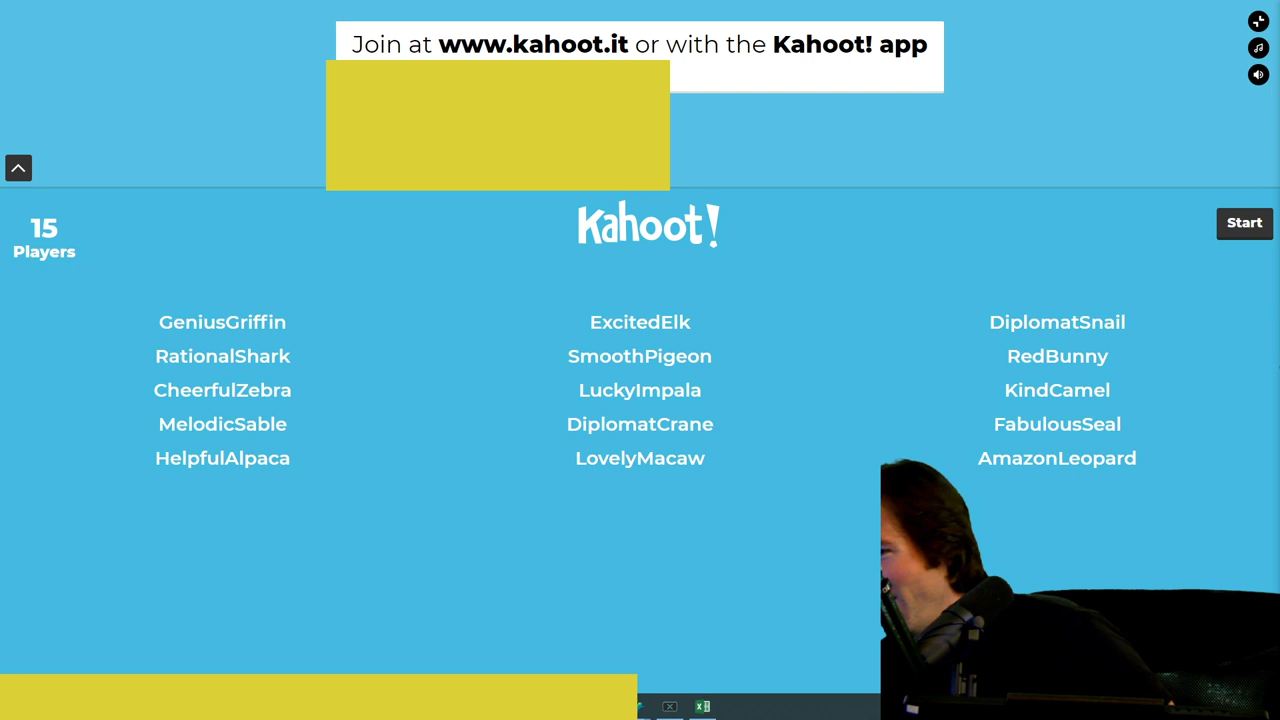 Join at www.kahoot.it or with the Kahoot! app
15
Players
Kahoot!
Start
GeniusGriffin
ExcitedElk
DiplomatSnail
RationalShark
SmoothPigeon
RedBunny
CheerfulZebra
LuckyImpala
KindCamel
MelodicSable
DiplomatCrane
FabulousSeal
HelpfulAlpaca
LovelyMacaw
AmazonLeopard